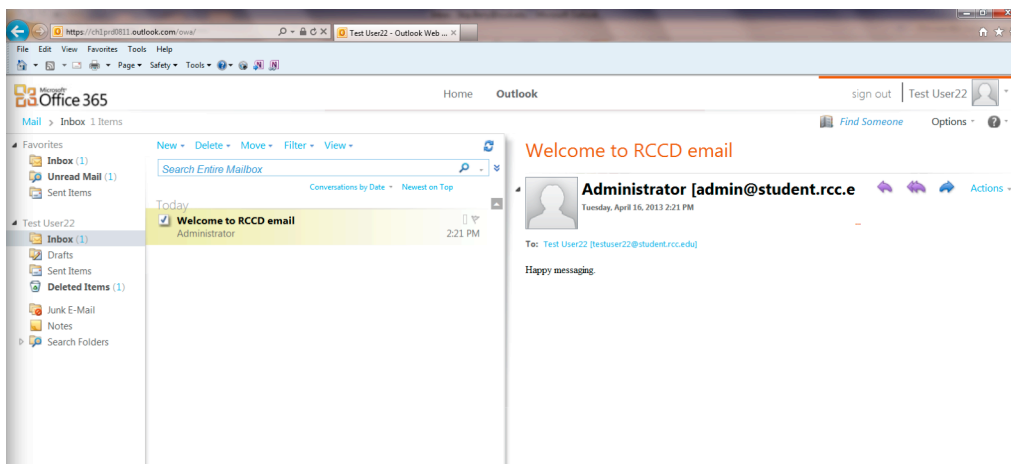 https://ch1prd0811.outlook.com/owa/
Test User22 - Outlook Web ...
File Edit View Favorites Tools Help
Page Safety Tools
Microsoft
Office 365
Home Outlook
sign out Test User22
Mail > Inbox 1 Items
Find Someone Options
Favorites
Inbox (1)
Unread Mail (1)
Sent Items
Test User22
Inbox (1)
Drafts
Sent Items
Deleted Items (1)
Junk E-Mail
Notes
Search Folders
New Delete Move Filter View
Search Entire Mailbox
Conversations by Date Newest on Top
Today
Welcome to RCCD email
Administrator 2:21 PM
Welcome to RCCD email
Administrator [admin@student.rcc.e
Actions
Tuesday, April 16, 2013 2:21 PM
To: Test User22 [testuser22@student.rcc.edu]
Happy messaging.